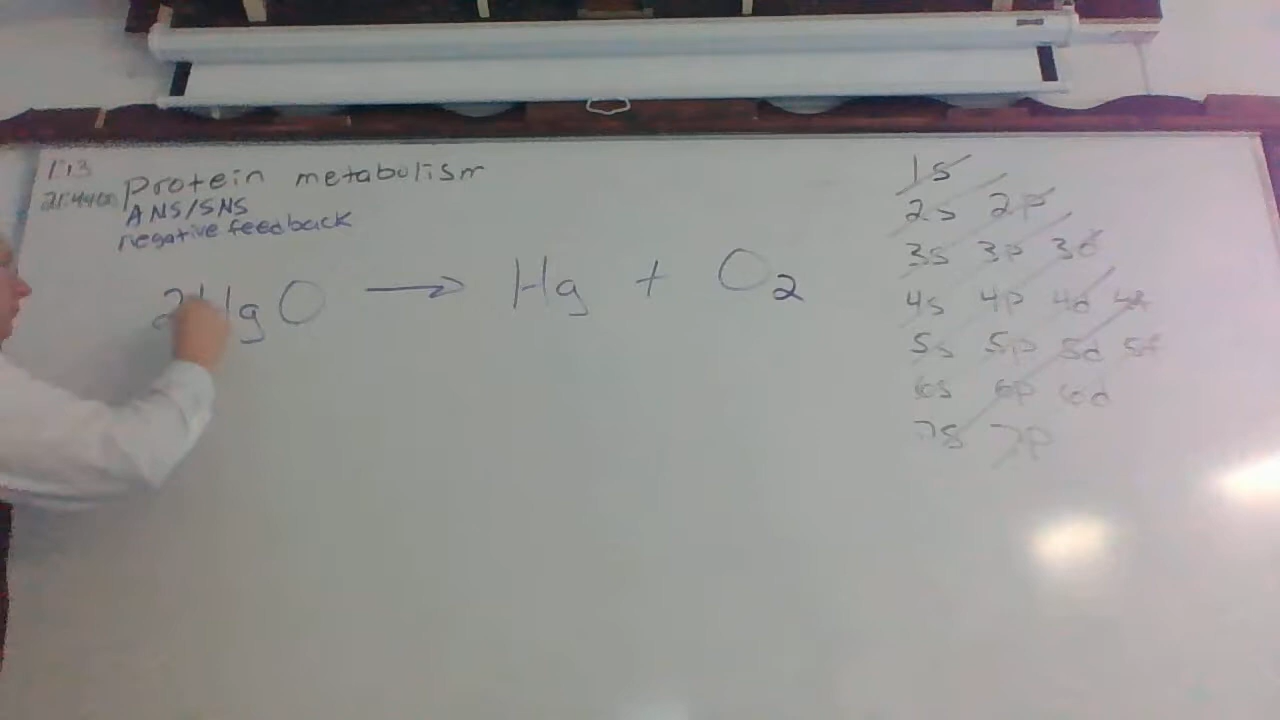 1:13
Protein metabolism
ANS/SNS
negative feedback
2HgO → Hg + O2
1s
2s 2p
3s 3p 3d
4s 4p 4d 4f
5s 5p 5d 5f
6s 6p 6d
7s 7p